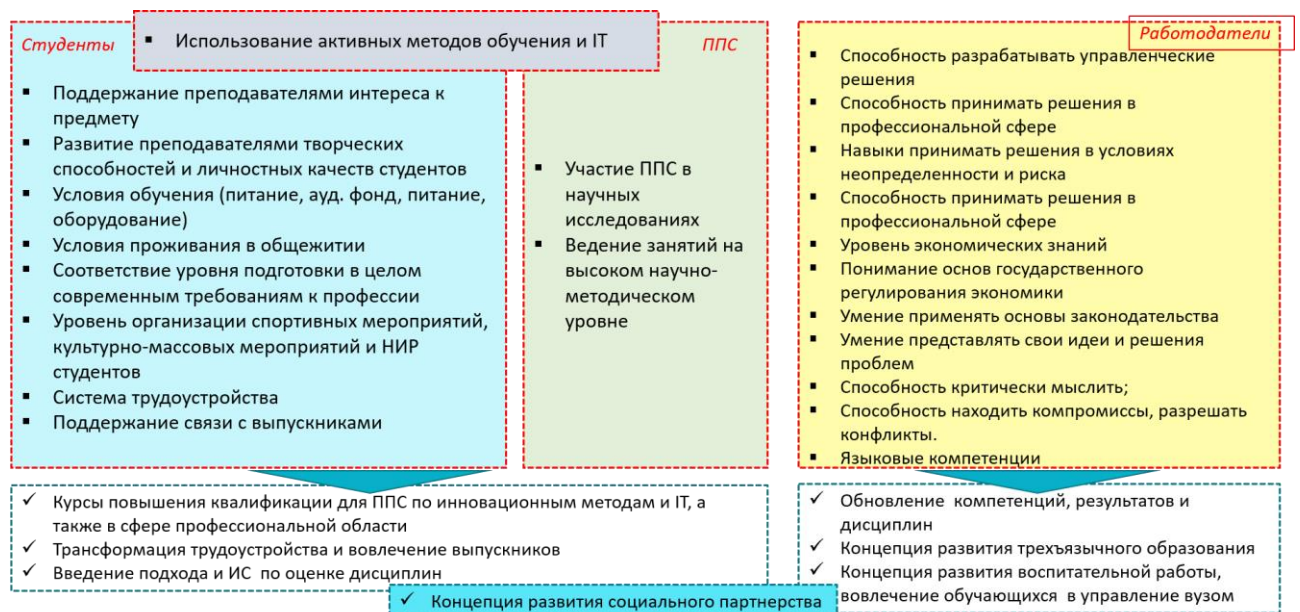 Студенты
▪ Использование активных методов обучения и IT
ППС
▪ Поддержание преподавателями интереса к
предмету
▪ Развитие преподавателями творческих
способностей и личностных качеств студентов
▪ Условия обучения (питание, ауд. фонд, питание,
оборудование)
▪ Условия проживания в общежитии
▪ Соответствие уровня подготовки в целом
современным требованиям к профессии
▪ Уровень организации спортивных мероприятий,
культурно-массовых мероприятий и НИР
студентов
▪ Система трудоустройства
▪ Поддержание связи с выпускниками
▪ Участие ППС в
научных
исследованиях
▪ Ведение занятий на
высоком научно-
методическом
уровне
Работодатели
▪ Способность разрабатывать управленческие
решения
▪ Способность принимать решения в
профессиональной сфере
▪ Навыки принимать решения в условиях
неопределенности и риска
▪ Способность принимать решения в
профессиональной сфере
▪ Уровень экономических знаний
▪ Понимание основ государственного
регулирования экономики
▪ Умение применять основы законодательства
▪ Умение представлять свои идеи и решения
проблем
▪ Способность критически мыслить;
▪ Способность находить компромиссы, разрешать
конфликты.
▪ Языковые компетенции
✓ Курсы повышения квалификации для ППС по инновационным методам и IT, а
также в сфере профессиональной области
✓ Трансформация трудоустройства и вовлечение выпускников
✓ Введение подхода и ИС по оценке дисциплин
✓ Обновление компетенций, результатов и
дисциплин
✓ Концепция развития трехъязычного образования
✓ Концепция развития воспитательной работы,
вовлечение обучающихся в управление вузом
✓ Концепция развития социального партнерства